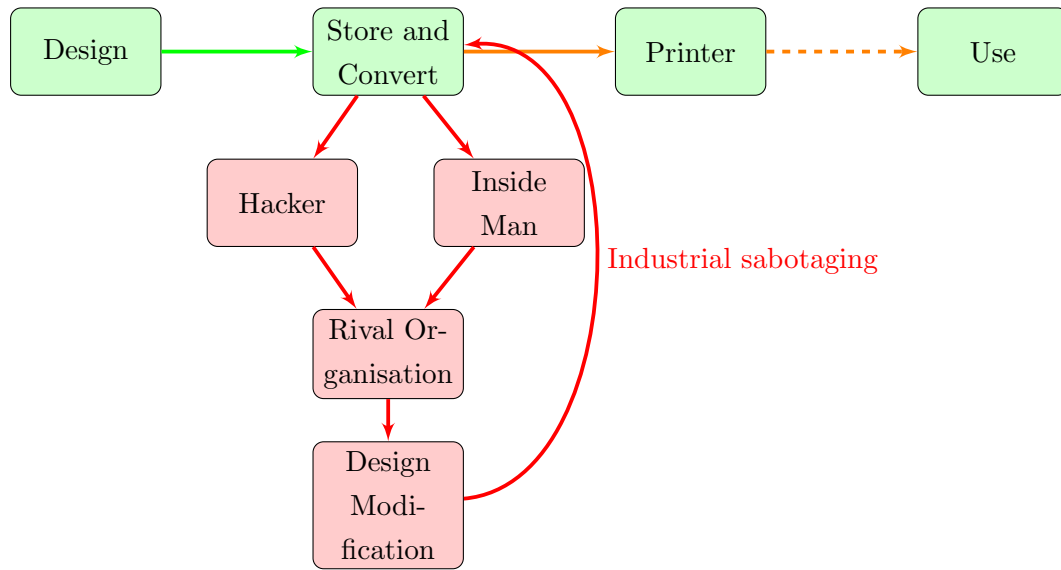 Design
Store and
Convert
Printer
Use
Hacker
Inside
Man
Industrial sabotaging
Rival Or-
ganisation
Design
Modi-
fication